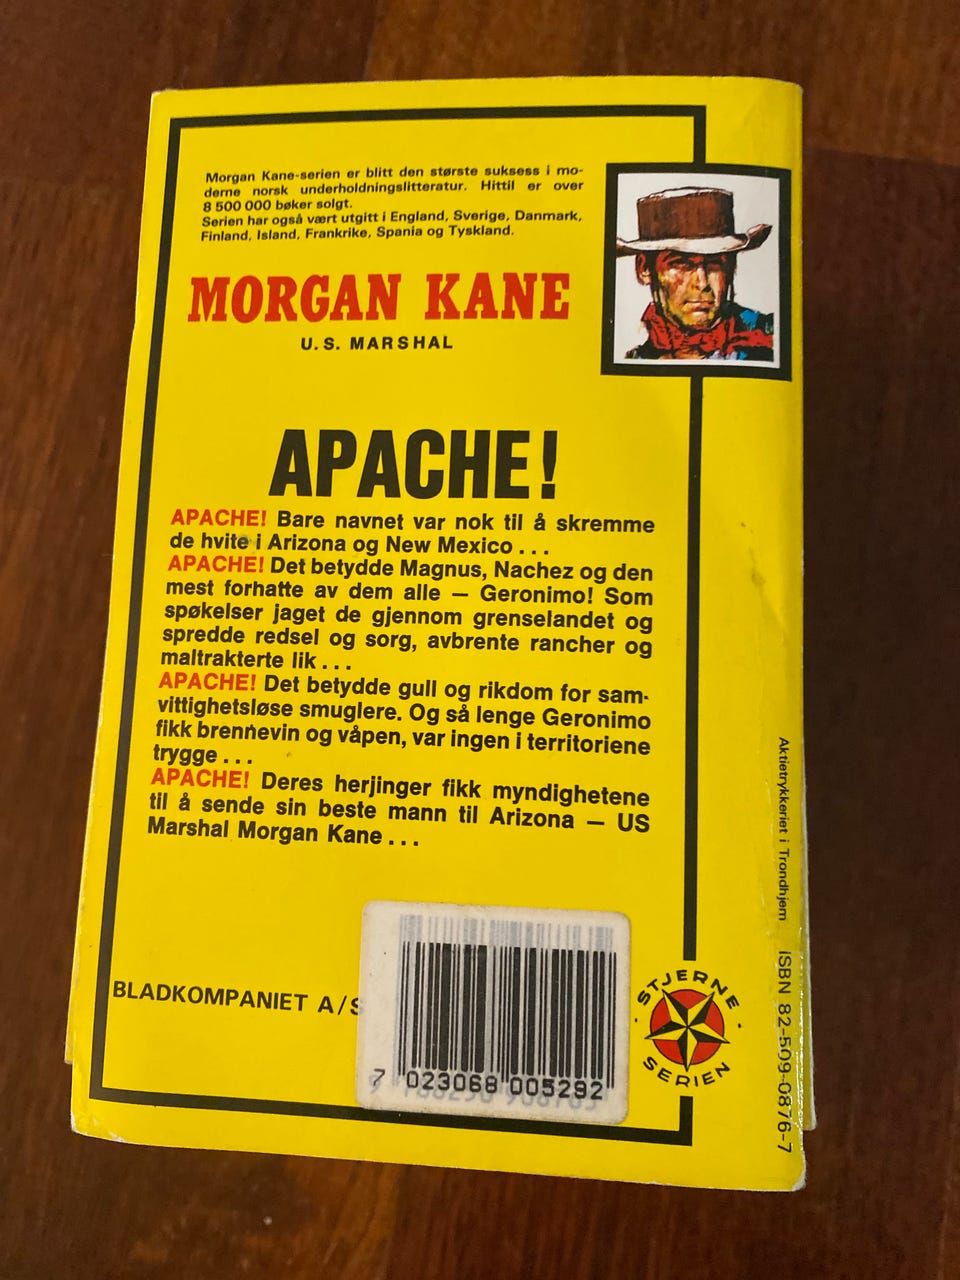 Morgan Kane-serien er blitt den største suksess i mo-
derne norsk underholdningslitteratur. Hittil er over
8 500 000 bøker solgt.
Serien har også vært utgitt i England, Sverige, Danmark,
Finland, Island, Frankrike, Spania og Tyskland.
MORGAN KANE
U.S. MARSHAL
APACHE!
APACHE! Bare navnet var nok til å skremme
de hvite i Arizona og New Mexico . . .
APACHE! Det betydde Magnus, Nachez og den
mest forhatte av dem alle — Geronimo! Som
spøkelser jaget de gjennom grenselandet og
spredde redsel og sorg, avbrente rancher og
maltrakterte lik . . .
APACHE! Det betydde gull og rikdom for sam-
vittighetsløse smuglere. Og så lenge Geronimo
fikk brennevin og våpen, var ingen i territoriene
trygge . . .
APACHE! Deres herjinger fikk myndighetene
til å sende sin beste mann til Arizona — US
Marshal Morgan Kane . . .
BLADKOMPANIET A/S
7 023068 005292
STJERNE
SERIEN
Aktietrykkeriet i Trondhjem
ISBN 82-509-0876-7